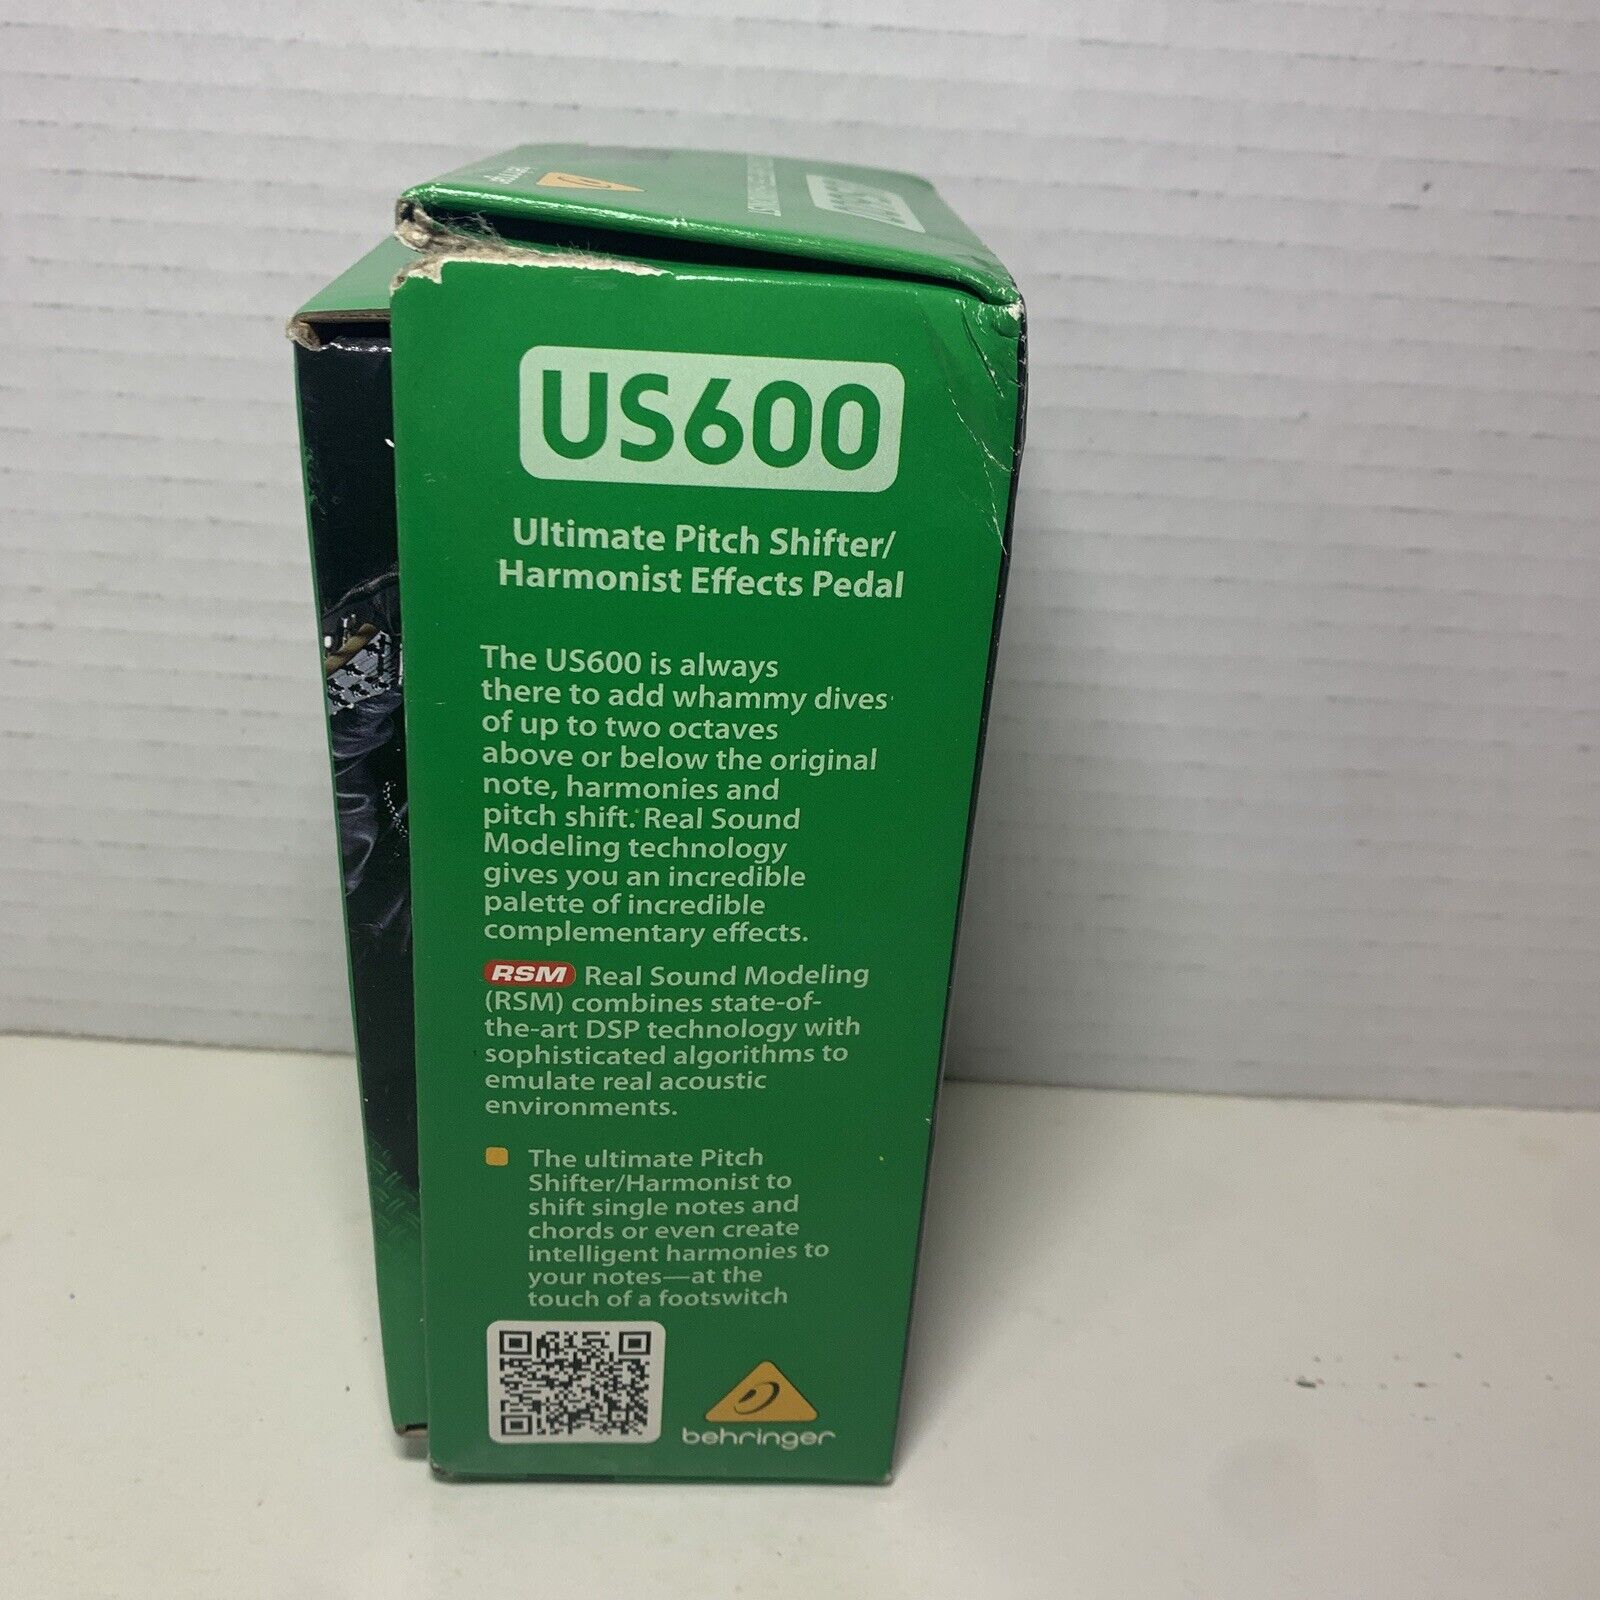 US600
US600
Ultimate Pitch Shifter/
Harmonist Effects Pedal
The US600 is always
there to add whammy dives
of up to two octaves
above or below the original
note, harmonies and
pitch shift. Real Sound
Modeling technology
gives you an incredible
palette of incredible
complementary effects.
RSM Real Sound Modeling
(RSM) combines state-of-
the-art DSP technology with
sophisticated algorithms to
emulate real acoustic
environments.
The ultimate Pitch
Shifter/Harmonist to
shift single notes and
chords or even create
intelligent harmonies to
your notes—at the
touch of a footswitch
behringer